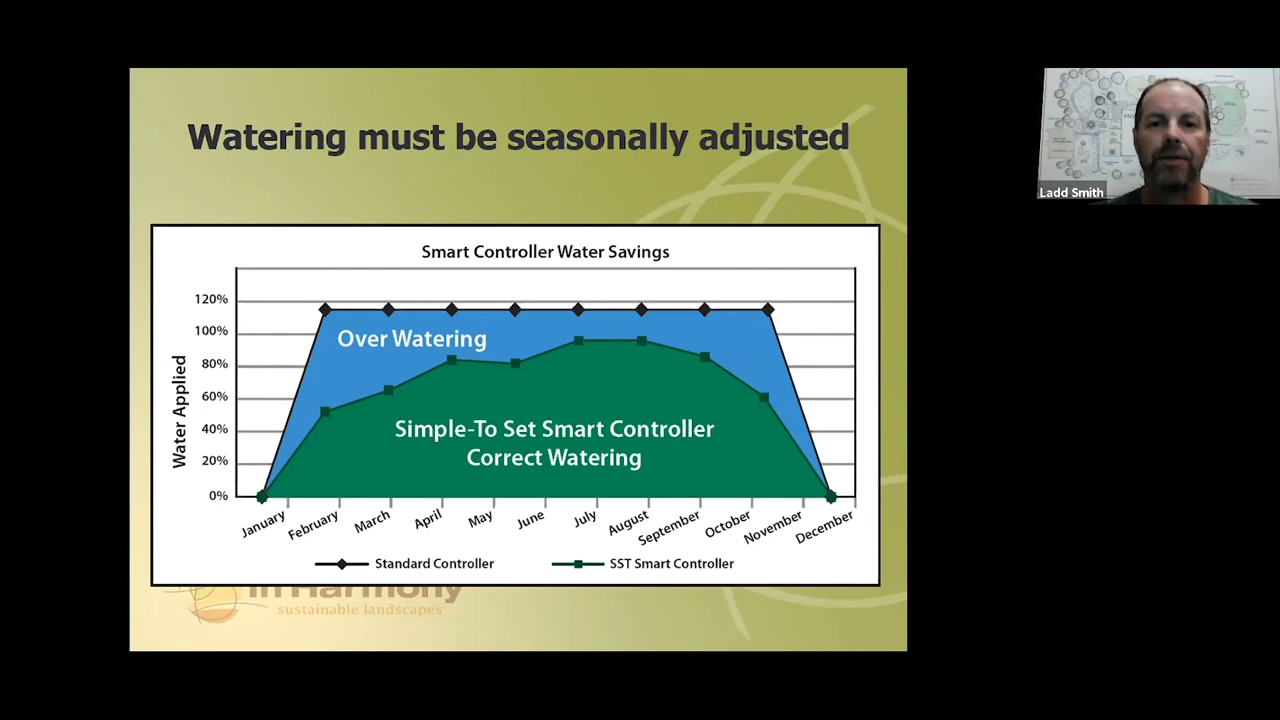 Watering must be seasonally adjusted
Smart Controller Water Savings
120%
100%
80%
60%
40%
20%
0%
Water Applied
Over Watering
Simple-To Set Smart Controller
Correct Watering
January
February
March
April
May
June
July
August
September
October
November
December
Standard Controller
SST Smart Controller
in Harmony
sustainable landscapes
Ladd Smith